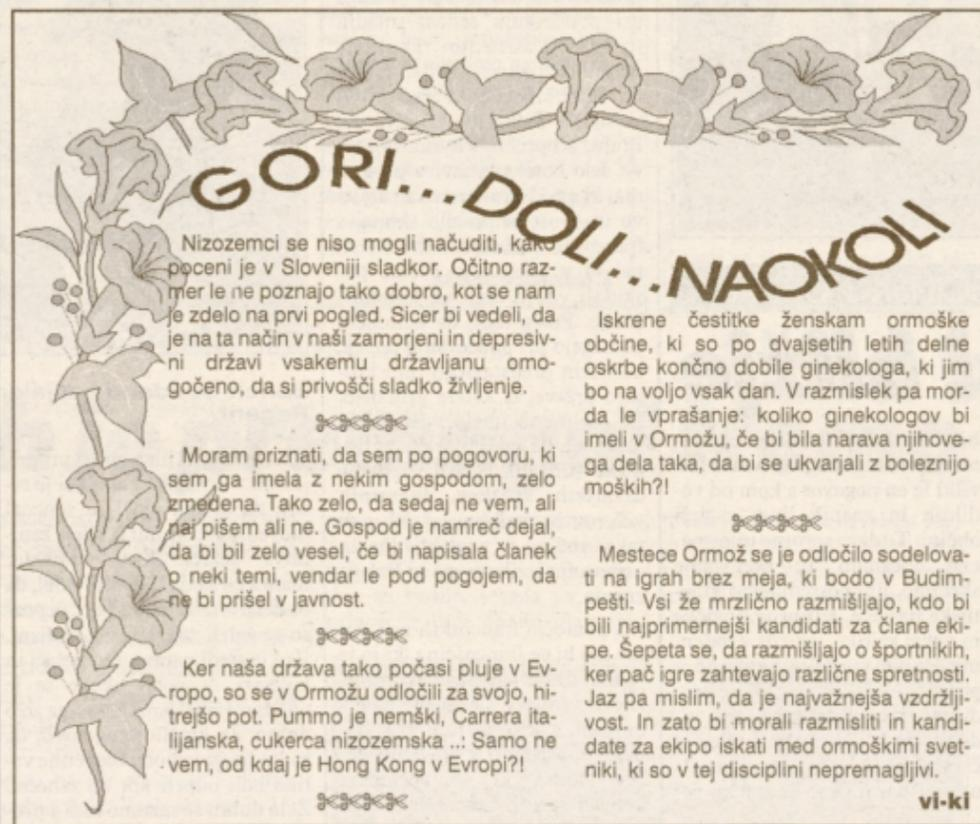 GORI... DOLI... NAOKOLI
Nizozemci se niso mogli načuditi, kako
poceni je v Sloveniji sladkor. Očitno raz-
mer le ne poznajo tako dobro, kot se nam
je zdelo na prvi pogled. Sicer bi vedeli, da
je na ta način v naši zamorjeni in depresiv-
ni državi vsakemu državljanu omo-
gočeno, da si privošči sladko življenje.
Moram priznati, da sem po pogovoru, ki
sem ga imela z nekim gospodom, zelo
zmedena. Tako zelo, da sedaj ne vem, ali
naj pišem ali ne. Gospod je namreč dejal,
da bi bil zelo vesel, če bi napisala članek
o neki temi, vendar le pod pogojem, da
ne bi prišel v javnost.
Ker naša država tako počasi pluje v Ev-
ropo, so se v Ormožu odločili za svojo, hi-
trejšo pot. Pummo je nemški, Carrera ita-
lijanska, cukerca nizozemska ..: Samo ne
vem, od kdaj je Hong Kong v Evropi?!
Iskrene čestitke ženskam ormoške
občine, ki so po dvajsetih letih delne
oskrbe končno dobile ginekologa, ki jim
bo na voljo vsak dan. V razmislek pa mor-
da le vprašanje: koliko ginekologov bi
imeli v Ormožu, če bi bila narava njihove-
ga dela taka, da bi se ukvarjali z boleznijo
moških?!
Mestece Ormož se je odločilo sodelova-
ti na igrah brez meja, ki bodo v Budim-
pešti. Vsi že mrzlično razmišljajo, kdo bi
bili najprimernejši kandidati za člane eki-
pe. Šepeta se, da razmišljajo o športnikih,
ker pač igre zahtevajo različne spretnosti.
Jaz pa mislim, da je najvažnejša vzdržlji-
vost. In zato bi morali razmisliti in kandi-
date za ekipo iskati med ormoškimi svet-
niki, ki so v tej disciplini nepremagljivi.
vi-ki